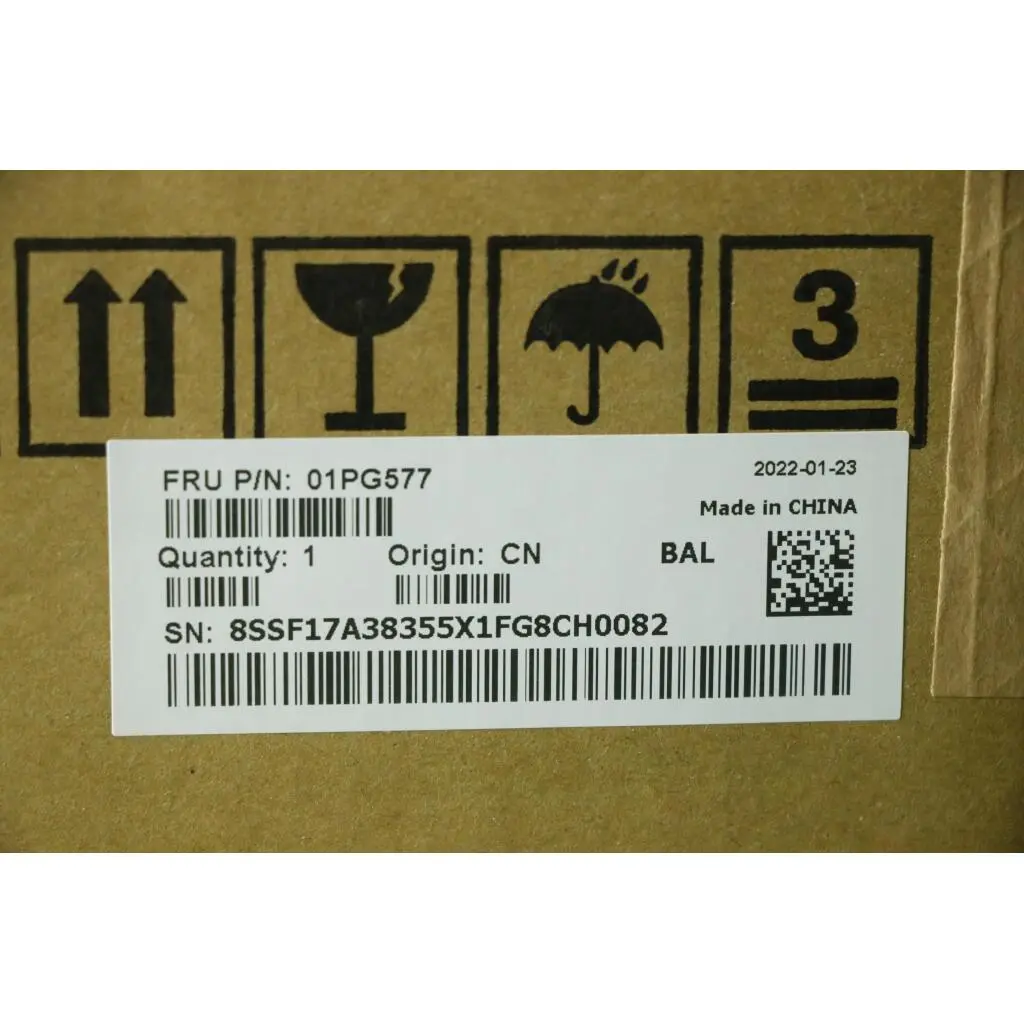 3
FRU P/N: 01PG577
2022-01-23
Made in CHINA
Quantity: 1
Origin: CN
BAL
SN: 8SSF17A38355X1FG8CH0082